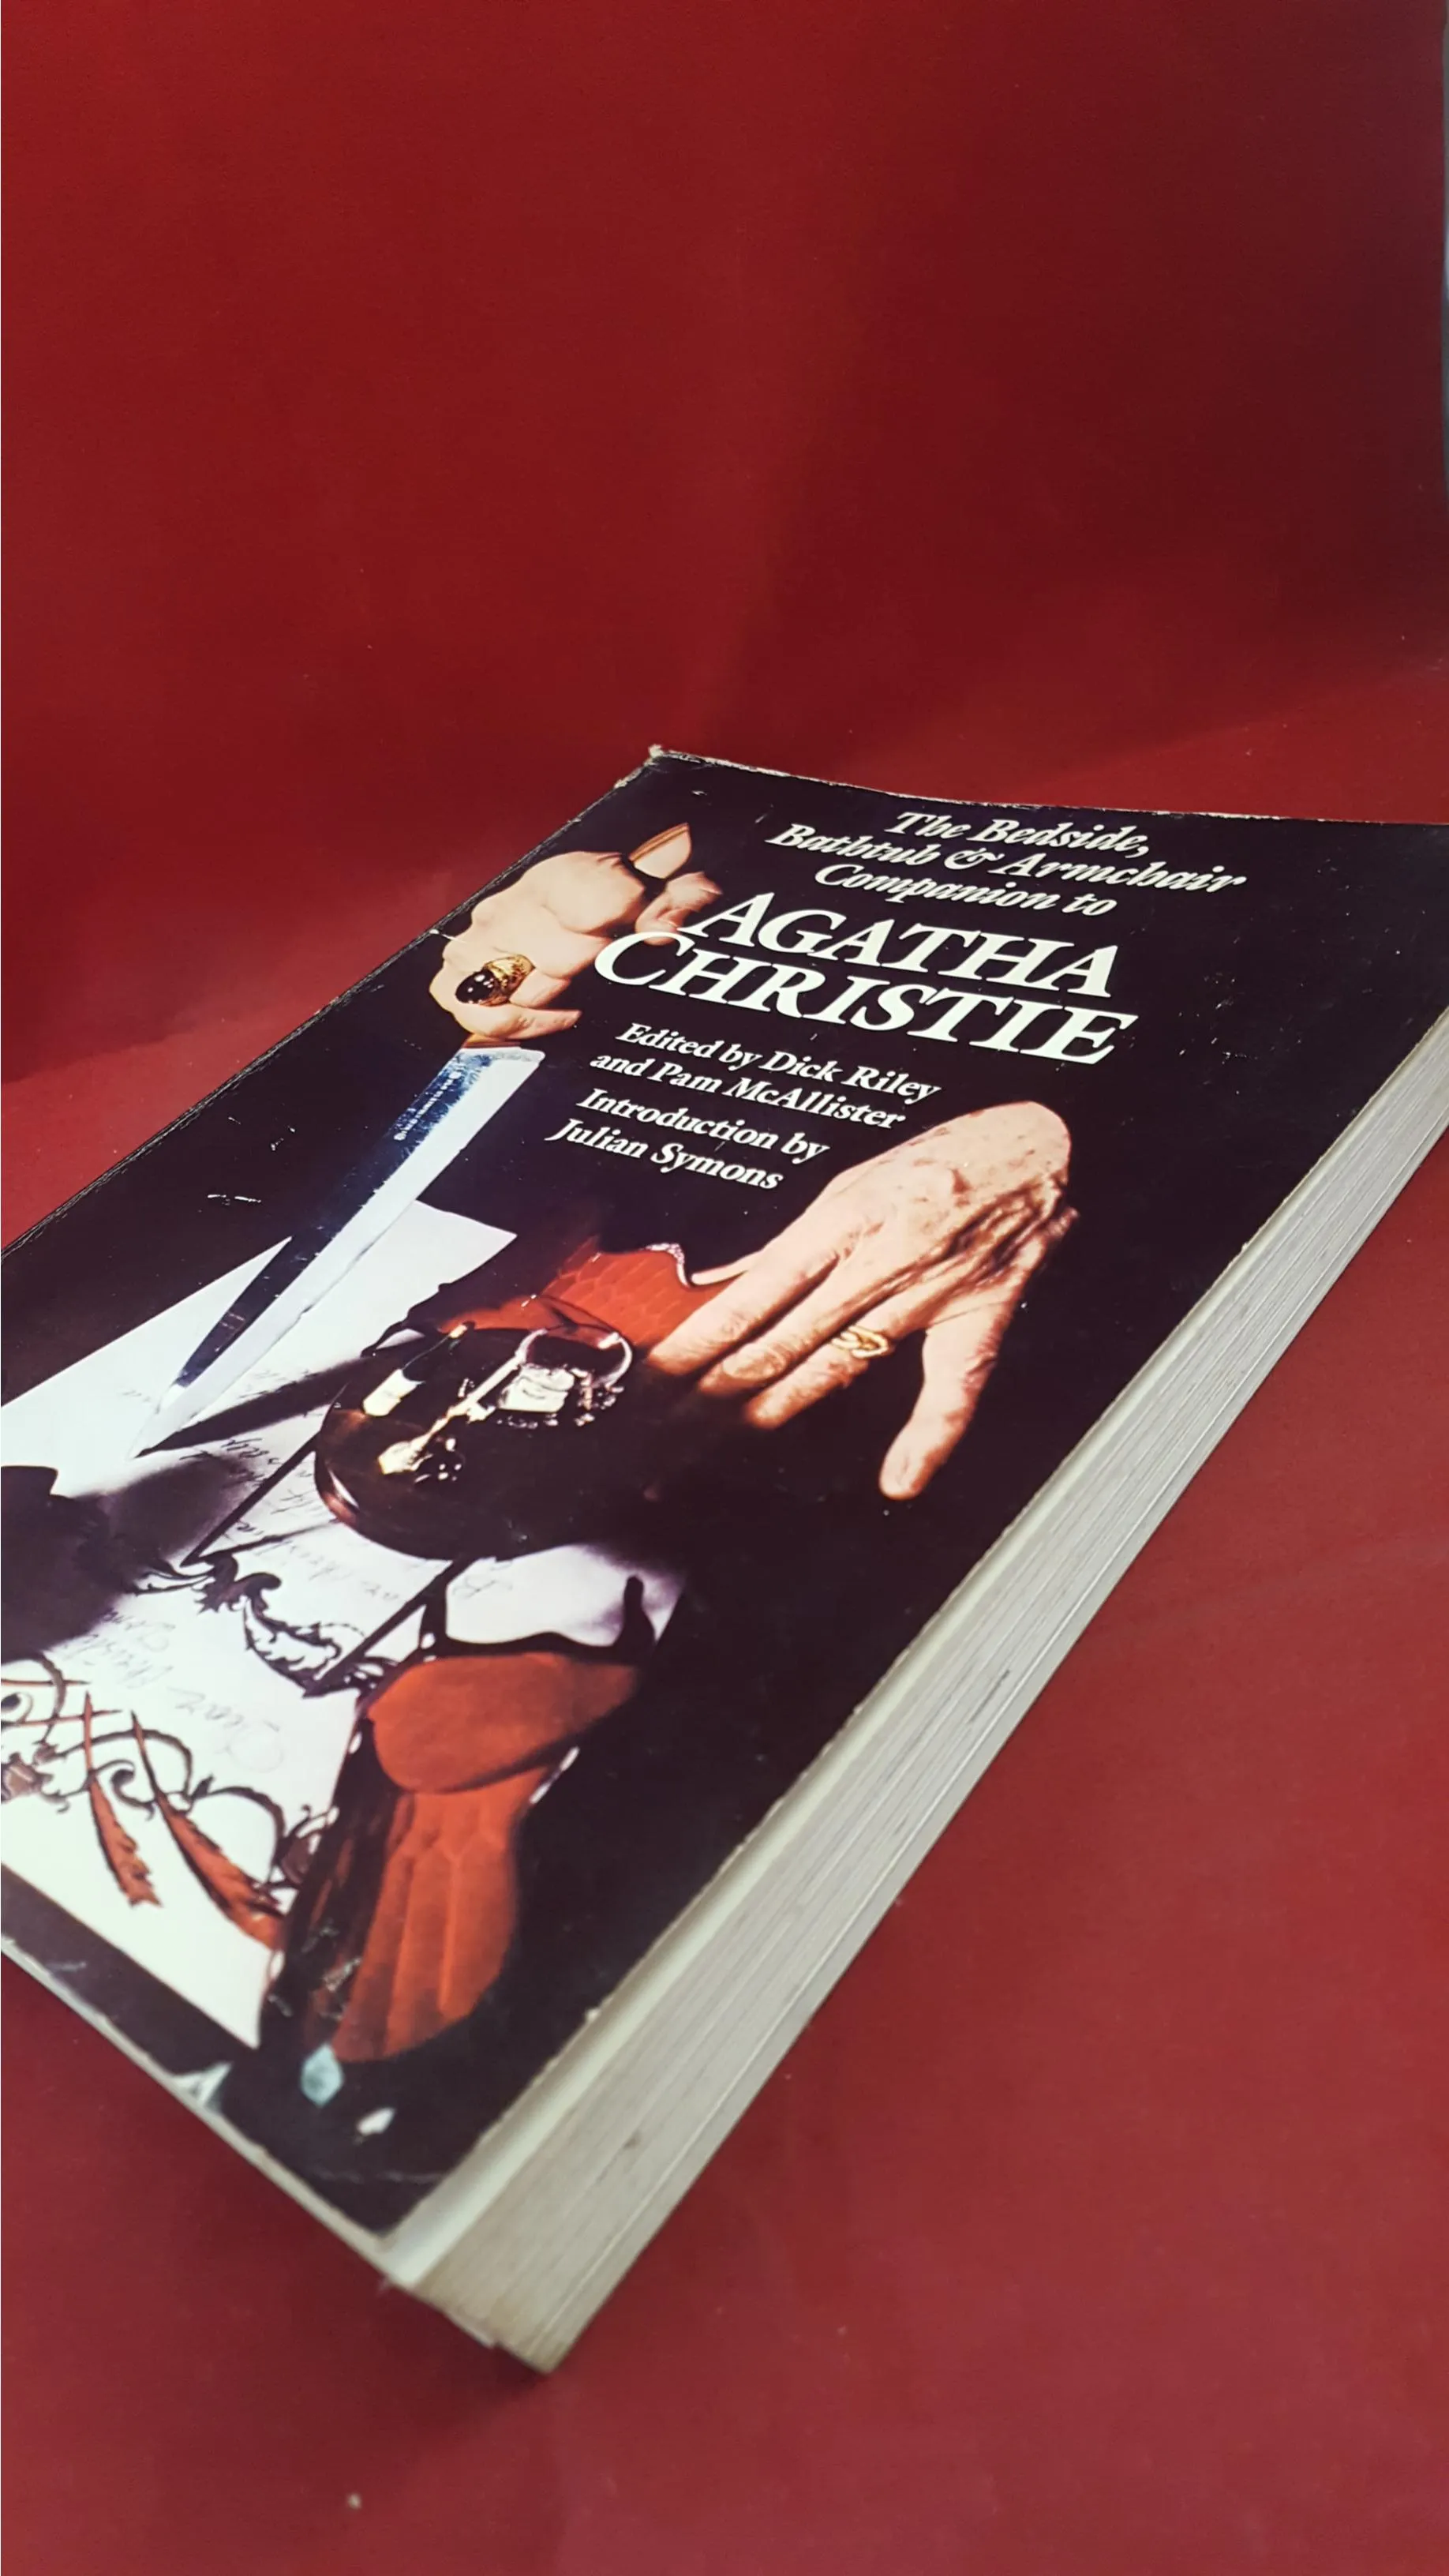 The Bedside,
Bathtub & Armchair
Companion to
AGATHA
CHRISTIE
Edited by Dick Riley
and Pam McAllister
Introduction by
Julian Symons